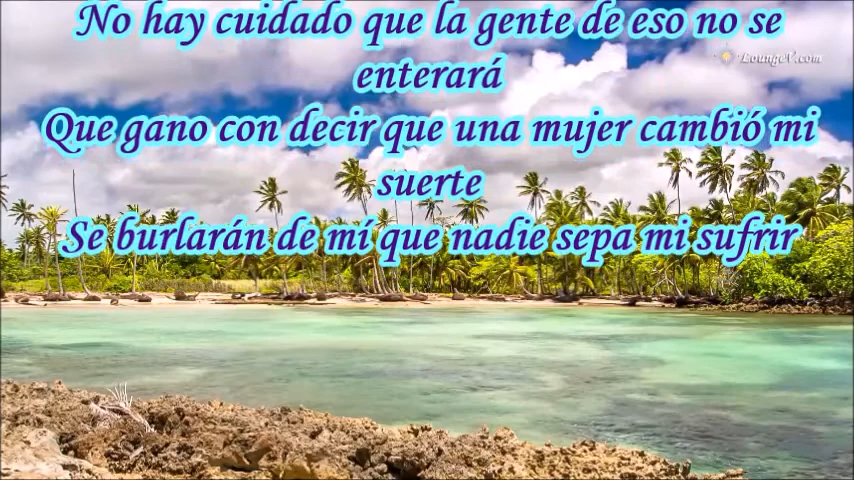 No hay cuidado que la gente de eso no se
LoungeV.com
enterará
Que gano con decir que una mujer cambió mi
suerte
Se burlarán de mí que nadie sepa mi sufrir